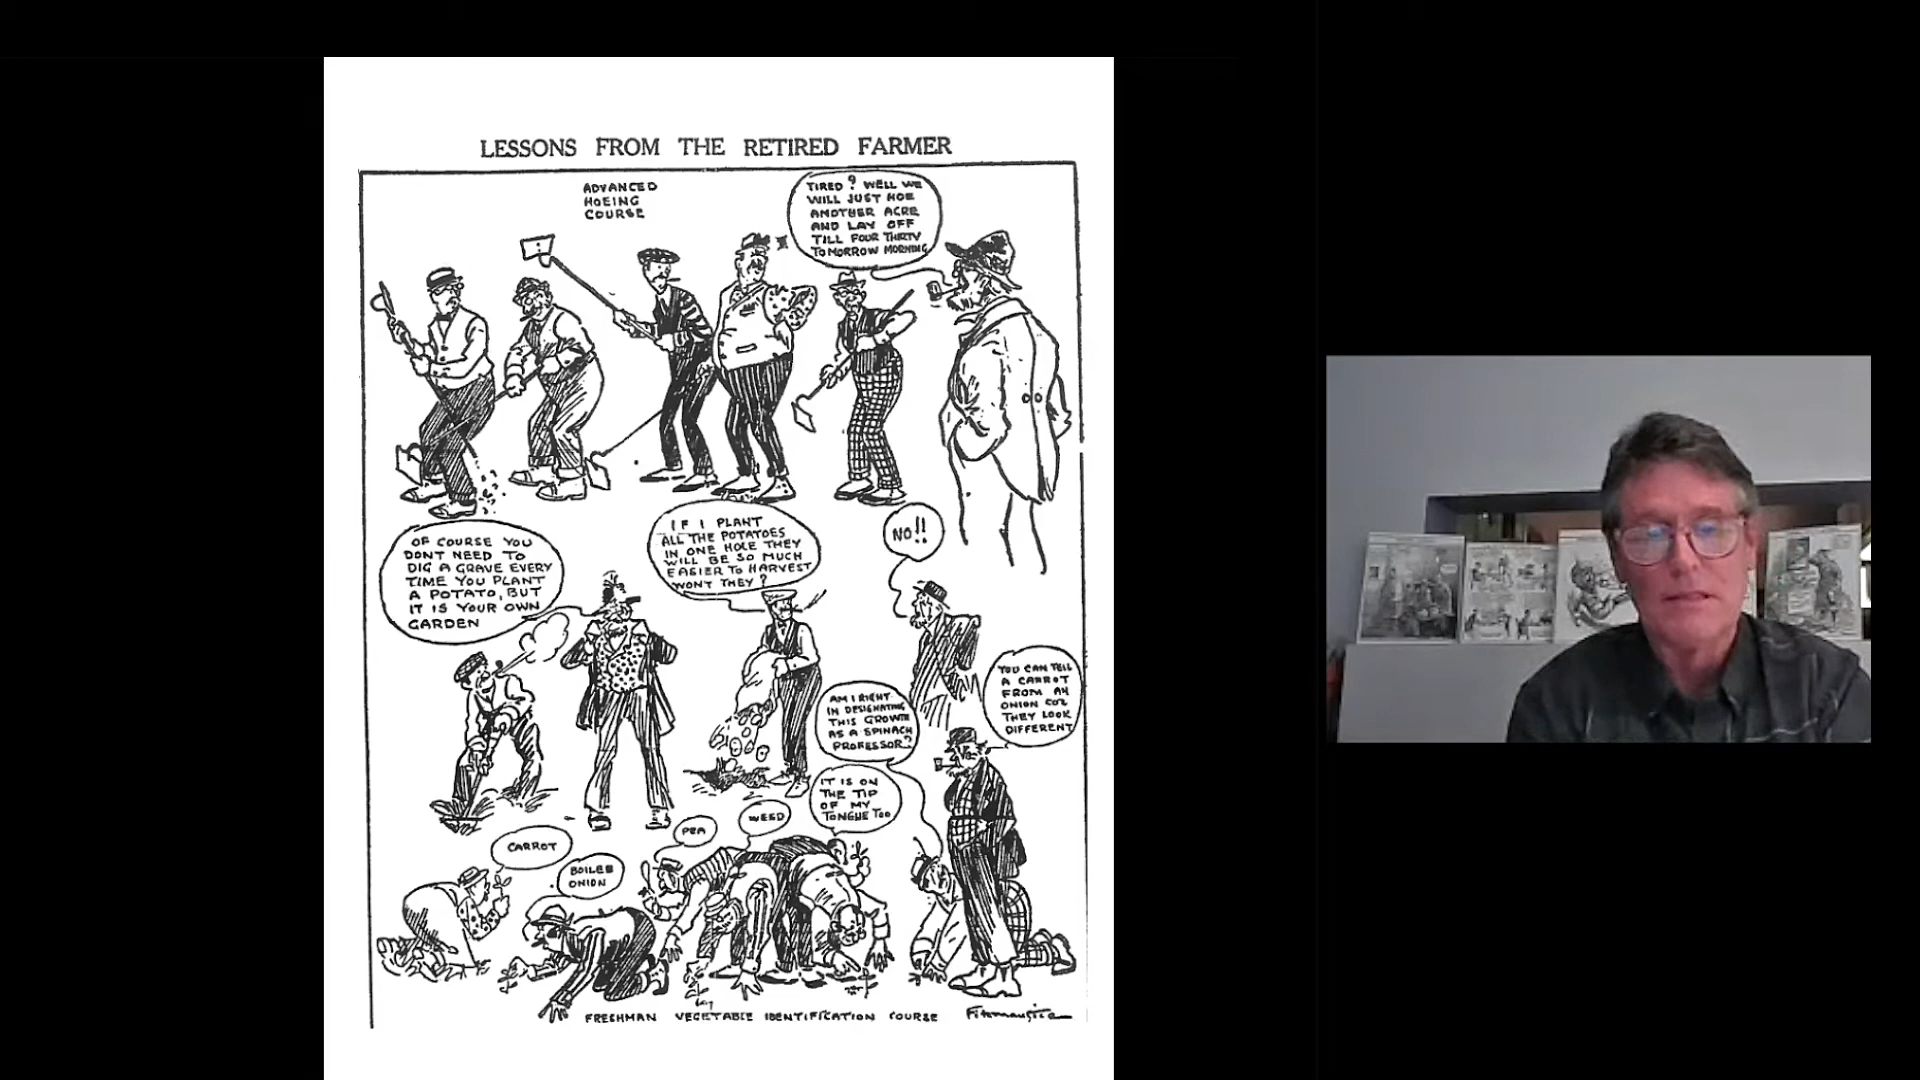 LESSONS FROM THE RETIRED FARMER
ADVANCED
HOEING
COURSE
TIRED? WELL WE
WILL JUST HOE
ANOTHER ACRE
AND LAY OFF
TILL FOUR THIRTY
TOMORROW MORNING
OF COURSE YOU
DONT NEED TO
DIG A GRAVE EVERY
TIME YOU PLANT
A POTATO, BUT
IT IS YOUR OWN
GARDEN
IF I PLANT
ALL THE POTATOES
IN ONE HOLE THEY
WILL BE SO MUCH
EASIER TO HARVEST
WONT THEY?
NO!!
AM I RIGHT
IN DESIGNATING
THIS GROWTH
AS A SPINACH
PROFESSOR?
YOU CAN TELL
A CARROT
FROM AN
ONION COZ
THEY LOOK
DIFFERENT
IT IS ON
THE TIP
OF MY
TONGUE TOO
CARROT
BOILED
ONION
PEA
WEED
FRESHMAN VEGETABLE IDENTIFICATION COURSE
Fitzmaurice